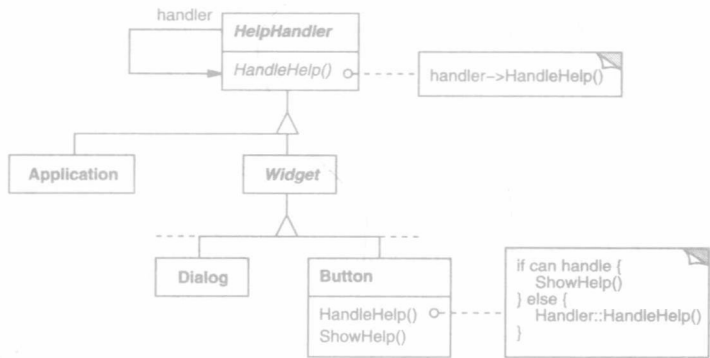 handler
HelpHandler
HandleHelp()
handler->HandleHelp()
Application
Widget
Dialog
Button
HandleHelp()
ShowHelp()
if can handle {
ShowHelp()
} else {
Handler::HandleHelp()
}